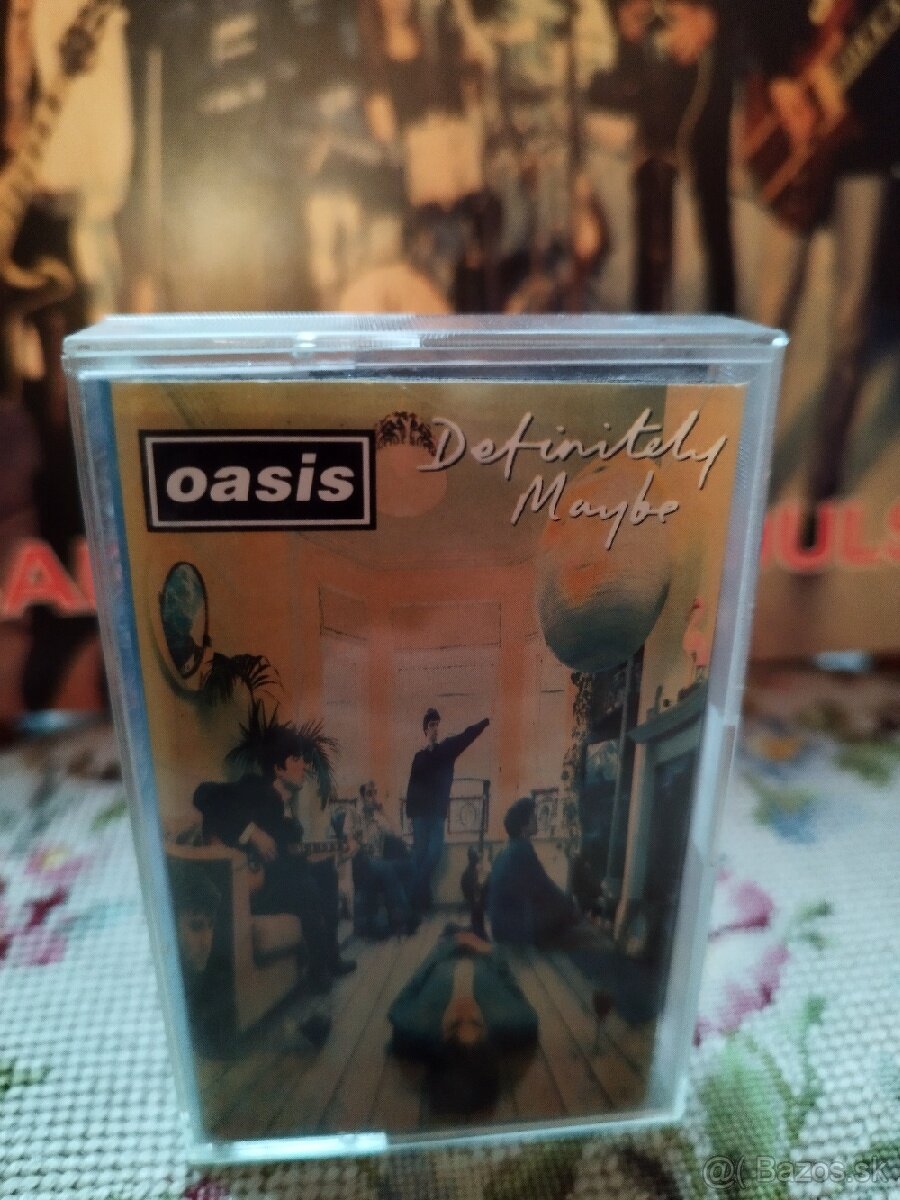 oasis
Definitely
Maybe
@( Bazos.sk